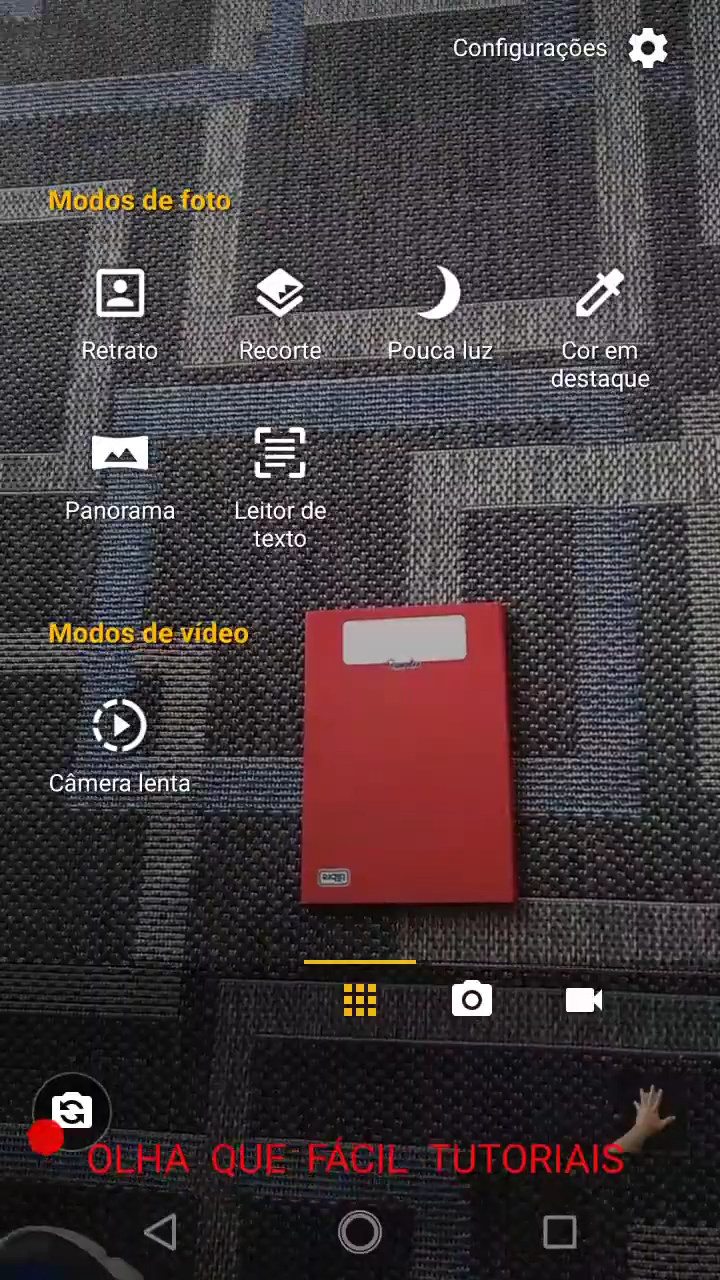 Configurações
Modos de foto
Retrato
Recorte
Pouca luz
Cor em
destaque
Panorama
Leitor de
texto
Modos de vídeo
Câmera lenta
tilibra
OLHA QUE FÁCIL TUTORIAIS